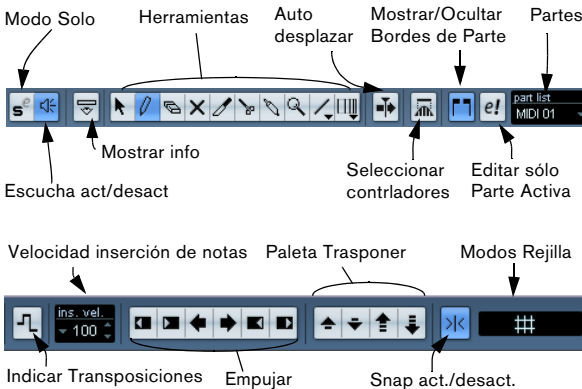 Modo Solo
Herramientas
Auto
desplazar
Mostrar/Ocultar
Bordes de Parte
Partes
se
e!
part list
MIDI 01
Mostrar info
Escucha act/desact
Seleccionar
contrladores
Editar sólo
Parte Activa
Velocidad inserción de notas
Paleta Trasponer
Modos Rejilla
ins. vel.
100
Indicar Transposiciones
Empujar
Snap act./desact.